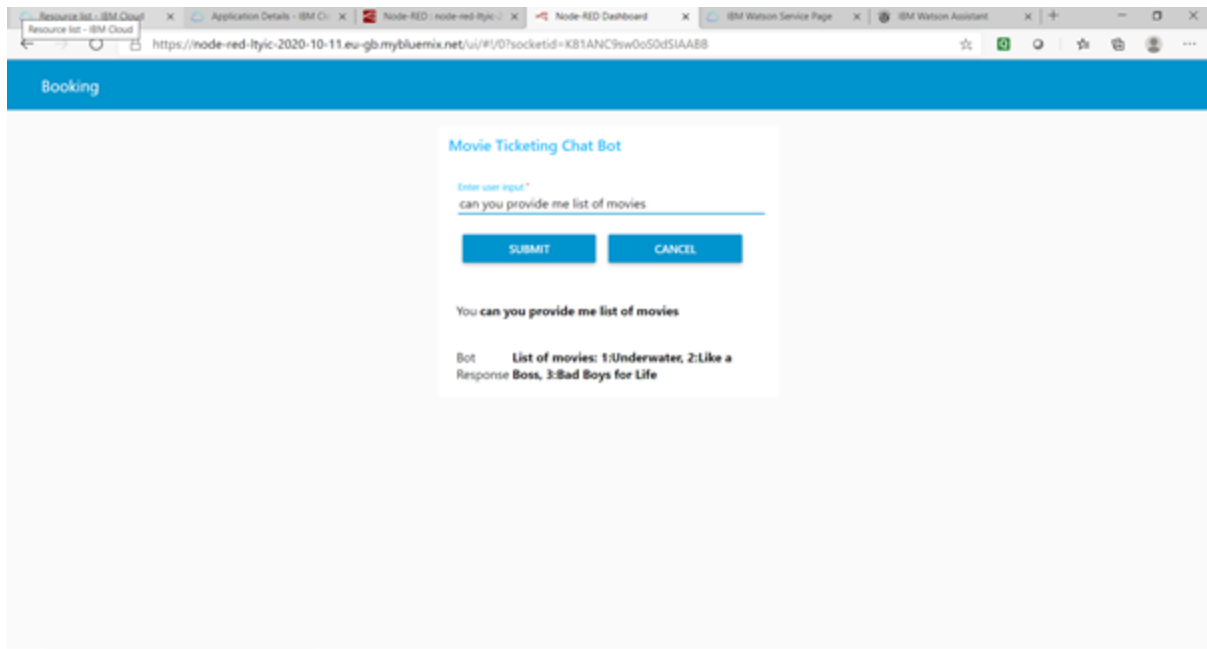 Resource list - IBM Cloud
Application Details - IBM Cl
Node-RED : node-red-ltyic-2
Node-RED Dashboard
IBM Watson Service Page
IBM Watson Assistant
Resource list - IBM Cloud
https://node-red-ltyic-2020-10-11.eu-gb.mybluemix.net/ui/#!/0?socketid=
Booking
Movie Ticketing Chat Bot
Enter user input *
can you provide me list of movies
SUBMIT CANCEL
You can you provide me list of movies
Bot List of movies: 1:Underwater, 2:Like a
Response Boss, 3:Bad Boys for Life